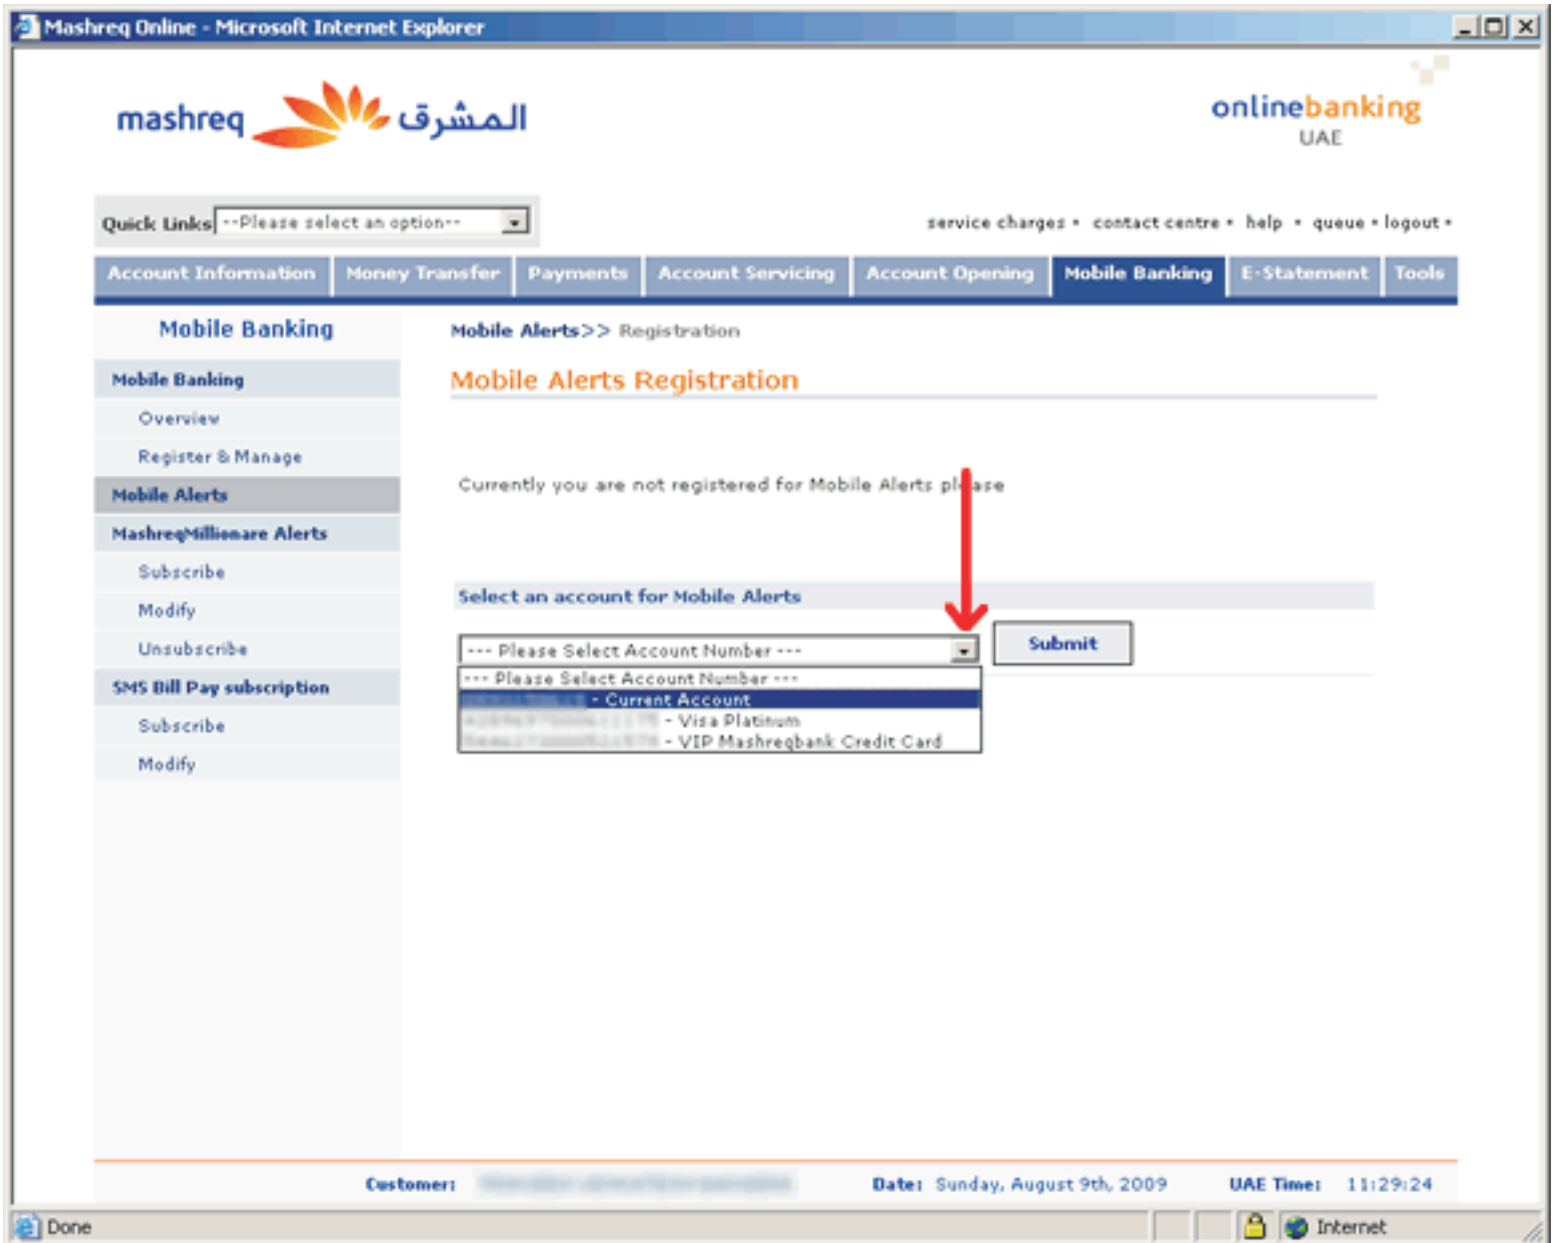 Mashreq Online - Microsoft Internet Explorer
mashreq المشرق
onlinebanking
UAE
Quick Links --Please select an option--
service charges • contact centre • help • queue • logout •
Account Information Money Transfer Payments Account Servicing Account Opening Mobile Banking E-Statement Tools
Mobile Banking
Mobile Banking
Overview
Register & Manage
Mobile Alerts
MashreqMillionare Alerts
Subscribe
Modify
Unsubscribe
SMS Bill Pay subscription
Subscribe
Modify
Mobile Alerts>> Registration
Mobile Alerts Registration
Currently you are not registered for Mobile Alerts please
Select an account for Mobile Alerts
--- Please Select Account Number ---
Submit
--- Please Select Account Number ---
- Current Account
- Visa Platinum
- VIP Mashreqbank Credit Card
Customer:
Date: Sunday, August 9th, 2009
UAE Time: 11:29:24
Done
Internet